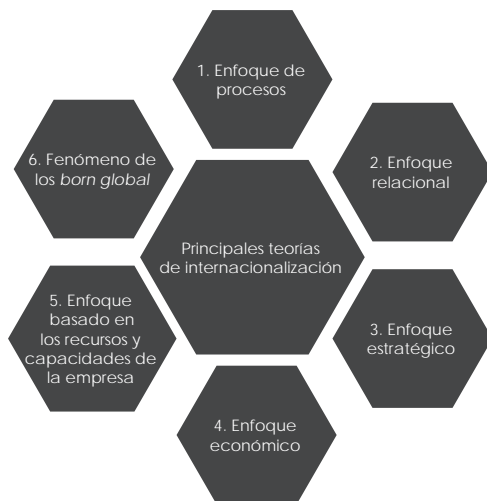 1. Enfoque de
procesos
2. Enfoque
relacional
3. Enfoque
estratégico
4. Enfoque
económico
5. Enfoque
basado en
los recursos y
capacidades de
la empresa
6. Fenómeno de
los born global
Principales teorías
de internacionalización